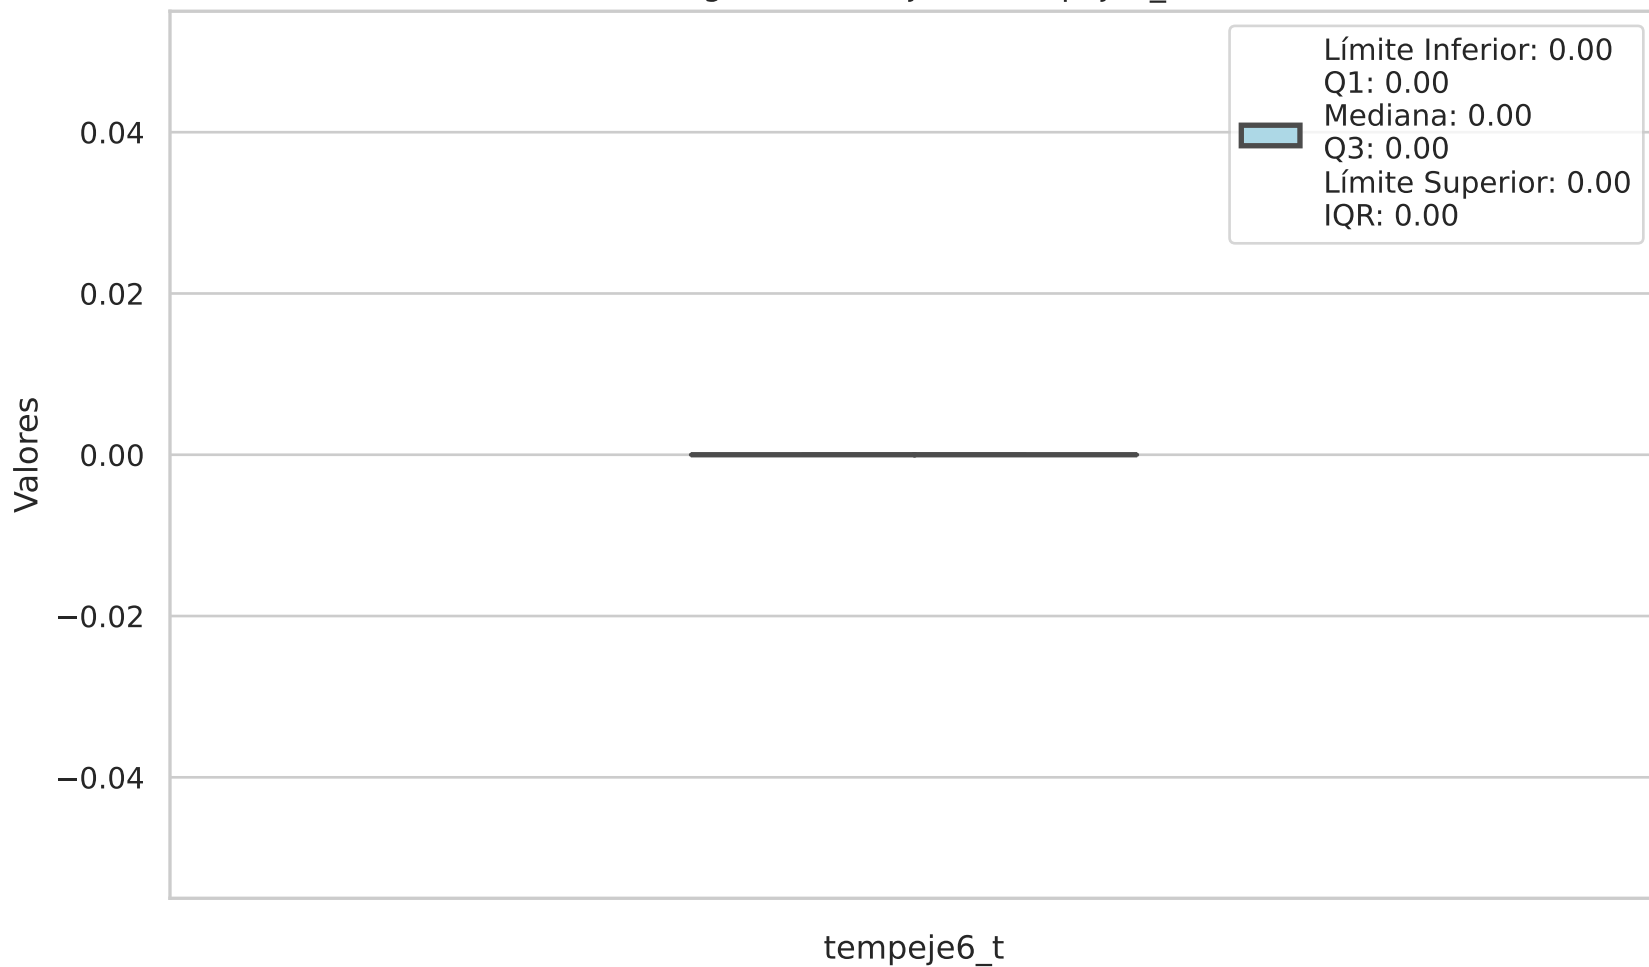 Límite Inferior: 0.00
Q1: 0.00
Mediana: 0.00
Q3: 0.00
Límite Superior: 0.00
IQR: 0.00
0.04
0.02
0.00
−0.02
−0.04
Valores
tempeje6_t